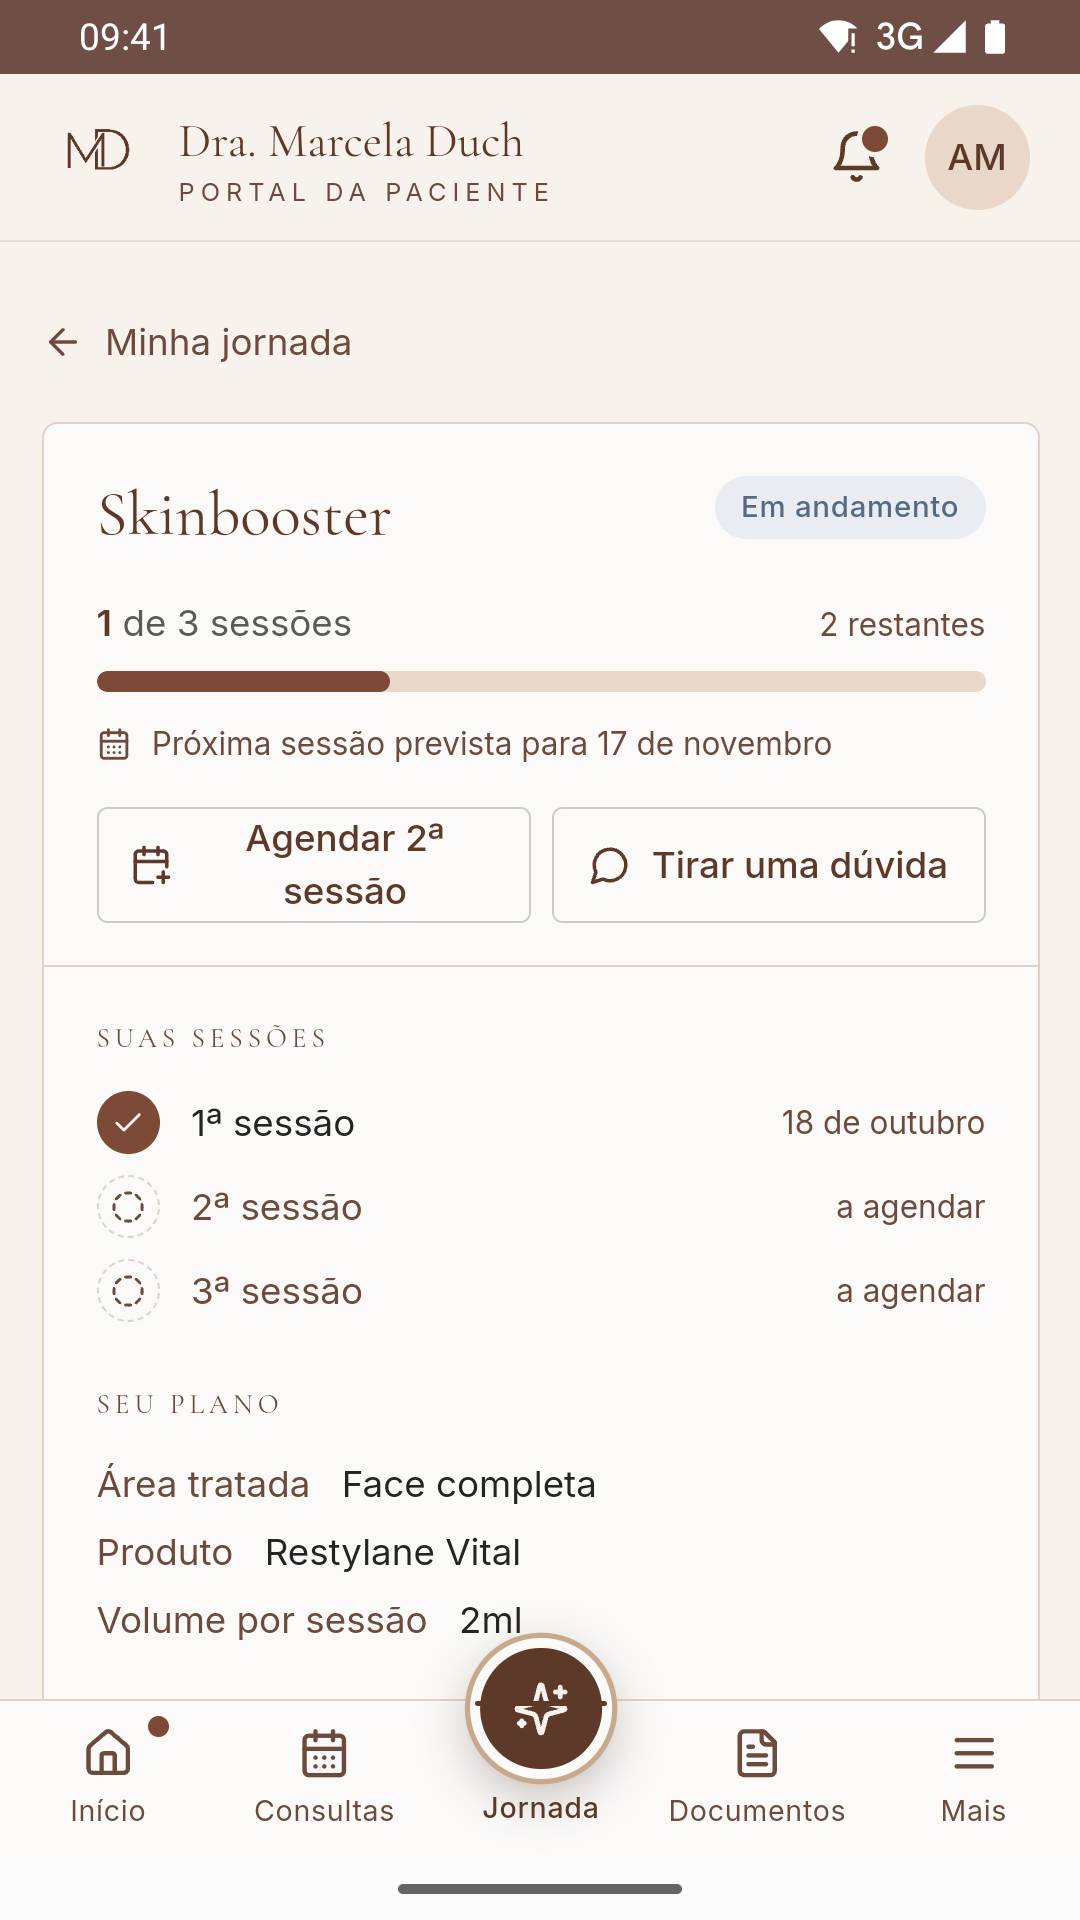 09:41
3G
MD
Dra. Marcela Duch
PORTAL DA PACIENTE
AM
Minha jornada
Skinbooster
Em andamento
1 de 3 sessões
2 restantes
Próxima sessão prevista para 17 de novembro
Agendar 2ª
sessão
Tirar uma dúvida
SUAS SESSÕES
1ª sessão
18 de outubro
2ª sessão
a agendar
3ª sessão
a agendar
SEU PLANO
Área tratada Face completa
Produto Restylane Vital
Volume por sessão 2ml
Início
Consultas
Jornada
Documentos
Mais